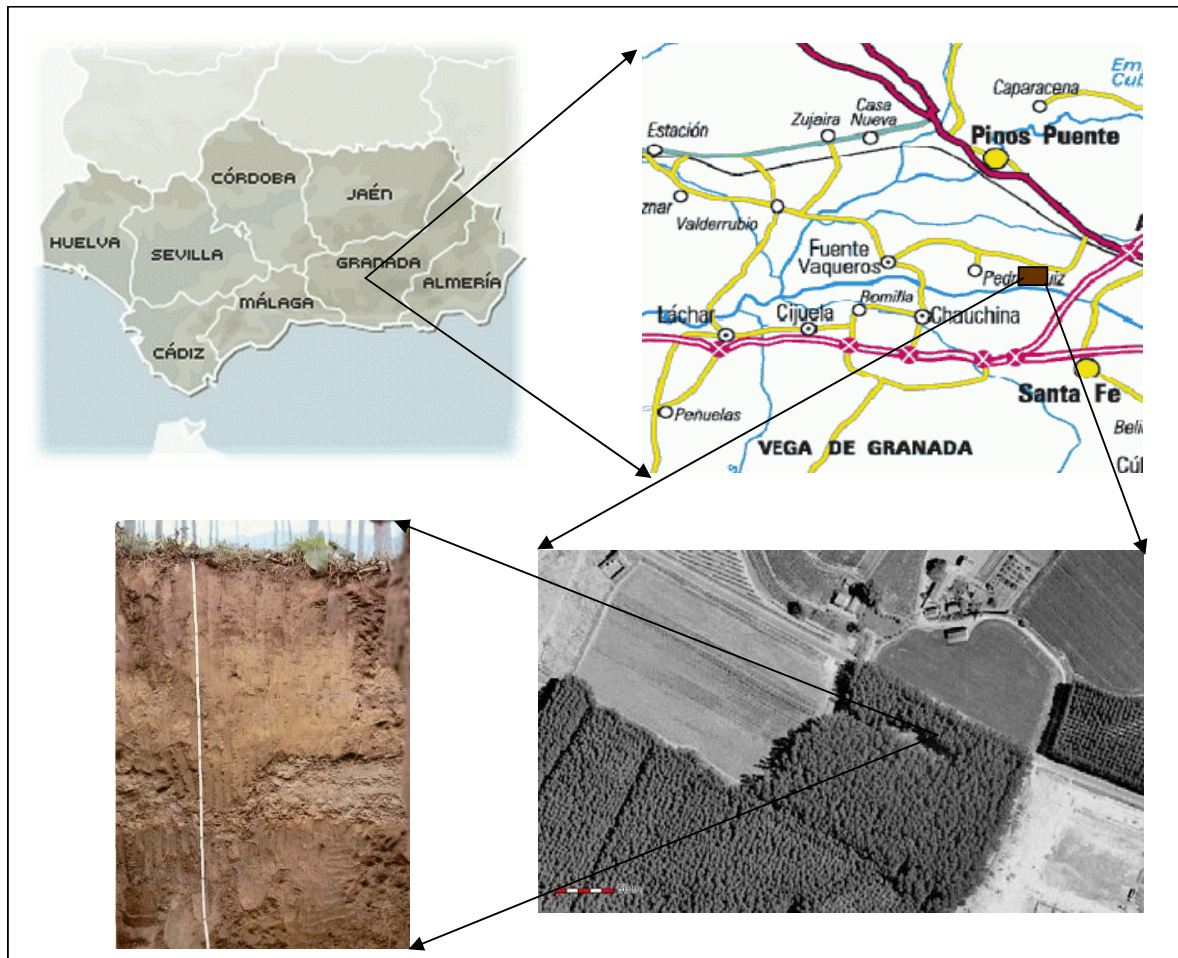 CÓRDOBA
JAÉN
HUELVA
SEVILLA
GRANADA
ALMERÍA
MÁLAGA
CÁDIZ
Caparacena
Casa
Nueva
Zujaira
Estación
Pinos Puente
Valderrubio
Fuente
Vaqueros
Romilla
Láchar
Cijuela
Chauchina
Santa Fe
Peñuelas
VEGA DE GRANADA